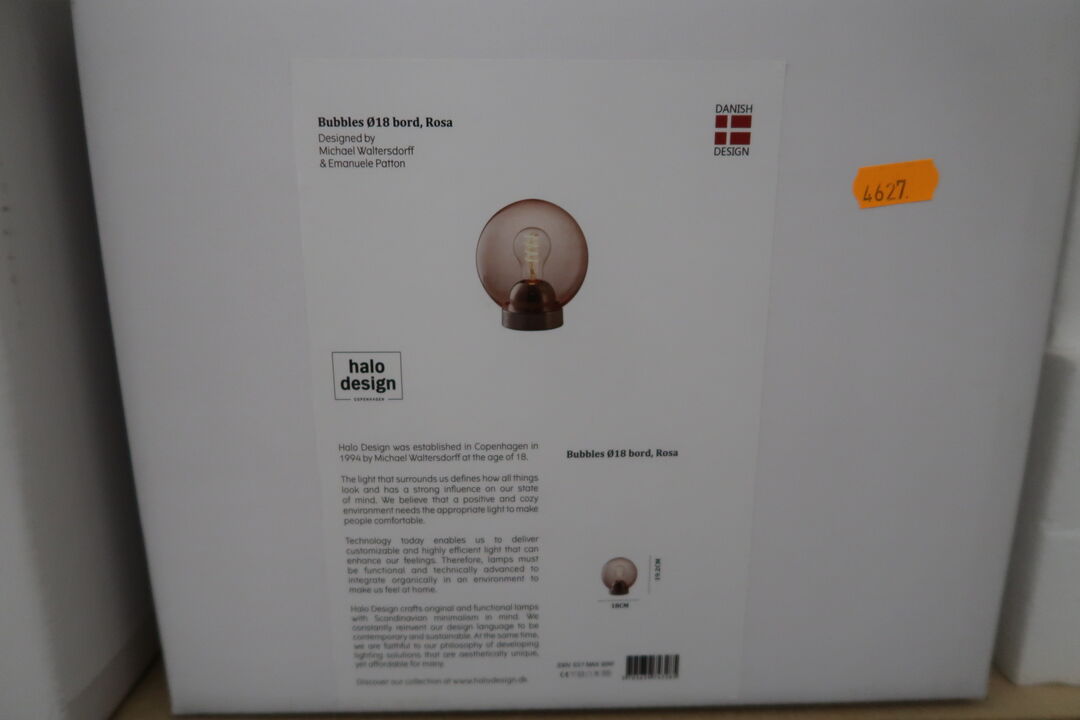 Bubbles Ø18 bord, Rosa
Designed by
Michael Waltersdorff
& Emanuele Patton
DANISH
DESIGN
4627.
halo
design
COPENHAGEN
Halo Design was established in Copenhagen in
1994 by Michael Waltersdorff at the age of 18.
The light that surrounds us defines how all things
look and has a strong influence on our state
of mind. We believe that a positive and cozy
environment needs the appropriate light to make
people comfortable.
Technology today enables us to deliver
customizable and highly efficient light that can
enhance our feelings. Therefore, lamps must
be functional and technically advanced to
integrate organically in an environment to
make us feel at home.
Halo Design crafts original and functional lamps
with Scandinavian minimalism in mind. We
constantly reinvent our design language to be
contemporary and sustainable. At the same time,
we are faithful to our philosophy of developing
lighting solutions that are aesthetically unique,
yet affordable for many.
Discover our collection at www.halodesign.dk
Bubbles Ø18 bord, Rosa
19.2CM
18CM
E27 MAX
CE